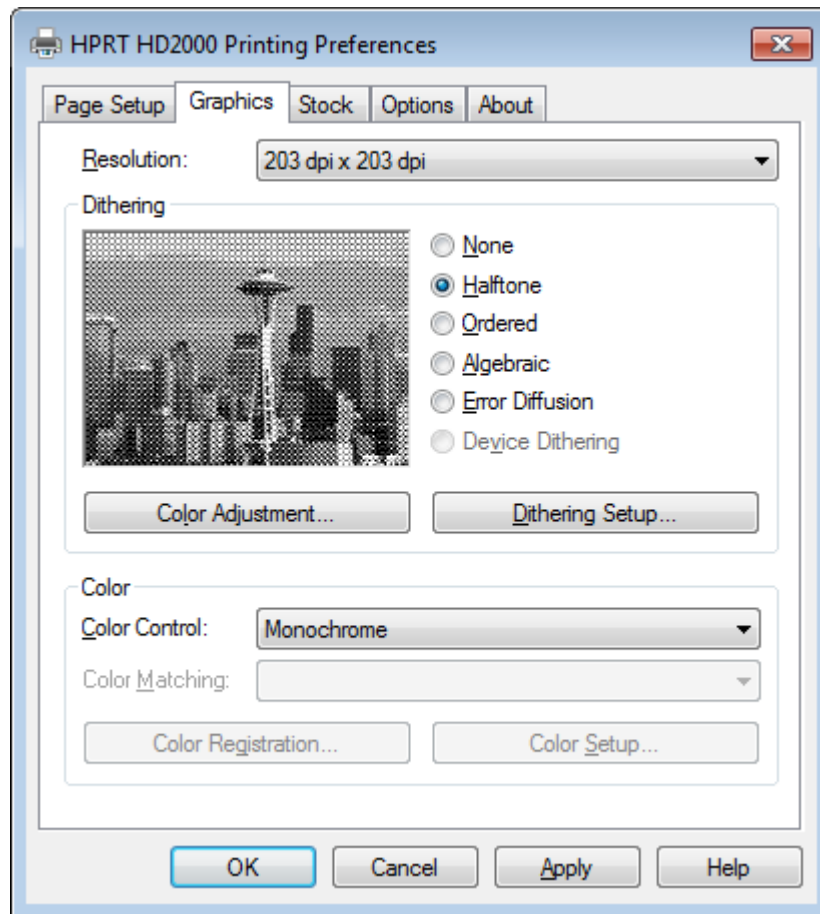 HPRT HD2000 Printing Preferences
Page Setup Graphics Stock Options About
Resolution: 203 dpi x 203 dpi
Dithering
None
Halftone
Ordered
Algebraic
Error Diffusion
Device Dithering
Color Adjustment... Dithering Setup...
Color
Color Control: Monochrome
Color Matching:
Color Registration... Color Setup...
OK Cancel Apply Help